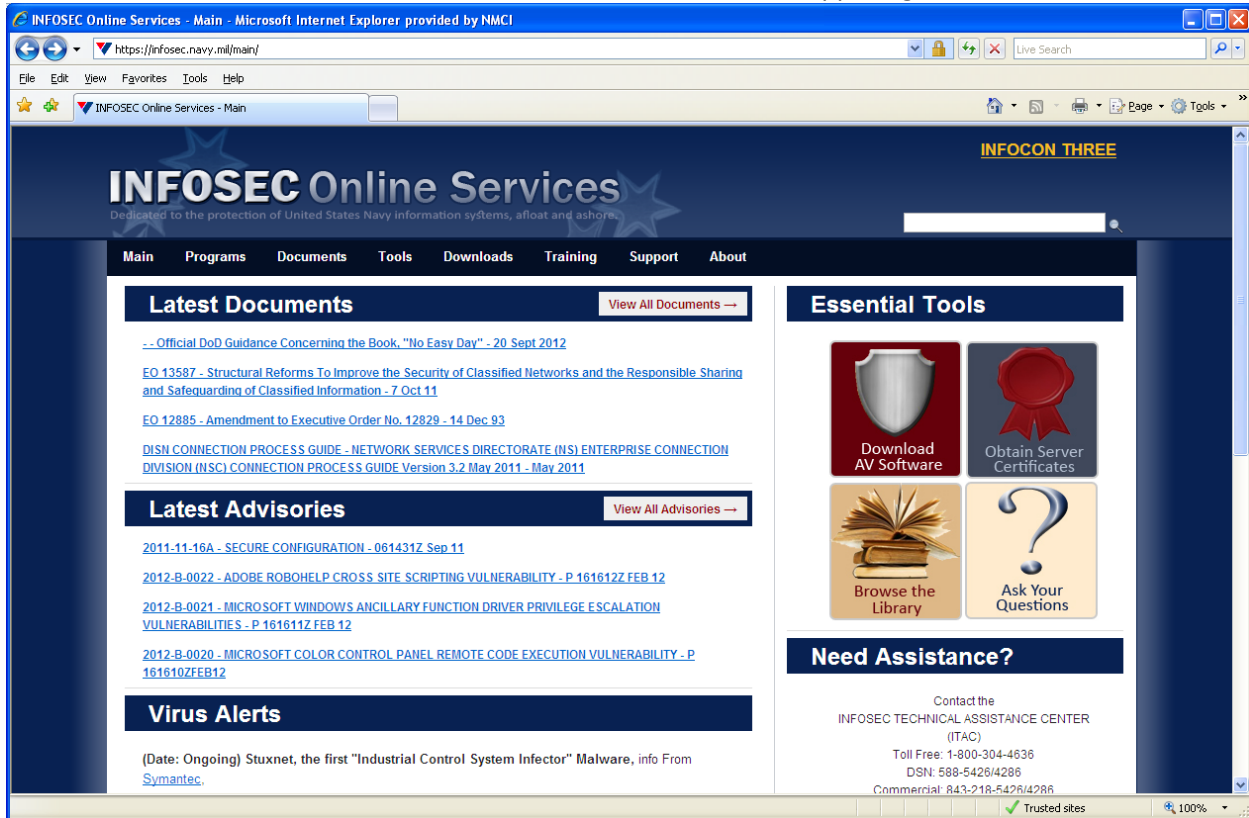 INFOSEC Online Services - Main - Microsoft Internet Explorer provided by NMCI
https://infosec.navy.mil/main/
Live Search
File Edit View Favorites Tools Help
INFOSEC Online Services - Main
Page Tools »
INFOCON THREE
INFOSEC Online Services
Dedicated to the protection of United States Navy information systems, afloat and ashore.
Main Programs Documents Tools Downloads Training Support About
Latest Documents
View All Documents →
- - Official DoD Guidance Concerning the Book, "No Easy Day" - 20 Sept 2012
EO 13587 - Structural Reforms To Improve the Security of Classified Networks and the Responsible Sharing
and Safeguarding of Classified Information - 7 Oct 11
EO 12885 - Amendment to Executive Order No. 12829 - 14 Dec 93
DISN CONNECTION PROCESS GUIDE - NETWORK SERVICES DIRECTORATE (NS) ENTERPRISE CONNECTION
DIVISION (NSC) CONNECTION PROCESS GUIDE Version 3.2 May 2011 - May 2011
Latest Advisories
View All Advisories →
2011-11-16A - SECURE CONFIGURATION - 061431Z Sep 11
2012-B-0022 - ADOBE ROBOHELP CROSS SITE SCRIPTING VULNERABILITY - P 161612Z FEB 12
2012-B-0021 - MICROSOFT WINDOWS ANCILLARY FUNCTION DRIVER PRIVILEGE ESCALATION
VULNERABILITIES - P 161611Z FEB 12
2012-B-0020 - MICROSOFT COLOR CONTROL PANEL REMOTE CODE EXECUTION VULNERABILITY - P
161610ZFEB12
Virus Alerts
(Date: Ongoing) Stuxnet, the first "Industrial Control System Infector" Malware, info From
Symantec,
Essential Tools
Download
AV Software
Obtain Server
Certificates
Browse the
Library
Ask Your
Questions
Need Assistance?
Contact the
INFOSEC TECHNICAL ASSISTANCE CENTER
(ITAC)
Toll Free: 1-800-304-4636
DSN: 588-5426/4286
Commercial: 843-218-5426/4286
Trusted sites
100%